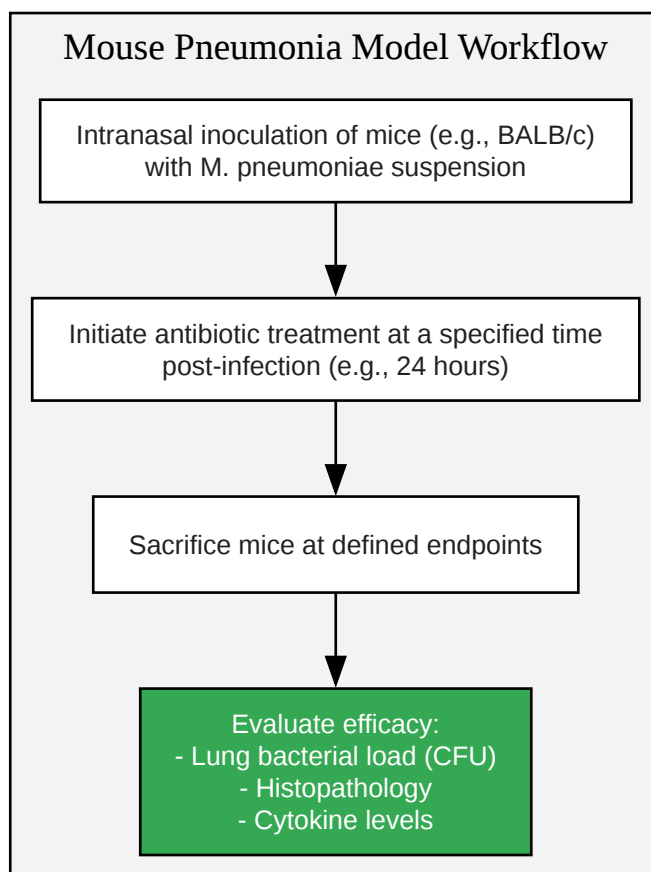 Mouse Pneumonia Model Workflow
Intranasal inoculation of mice (e.g., BALB/c)
with M. pneumoniae suspension
Initiate antibiotic treatment at a specified time
post-infection (e.g., 24 hours)
Sacrifice mice at defined endpoints
Evaluate efficacy:
- Lung bacterial load (CFU)
- Histopathology
- Cytokine levels